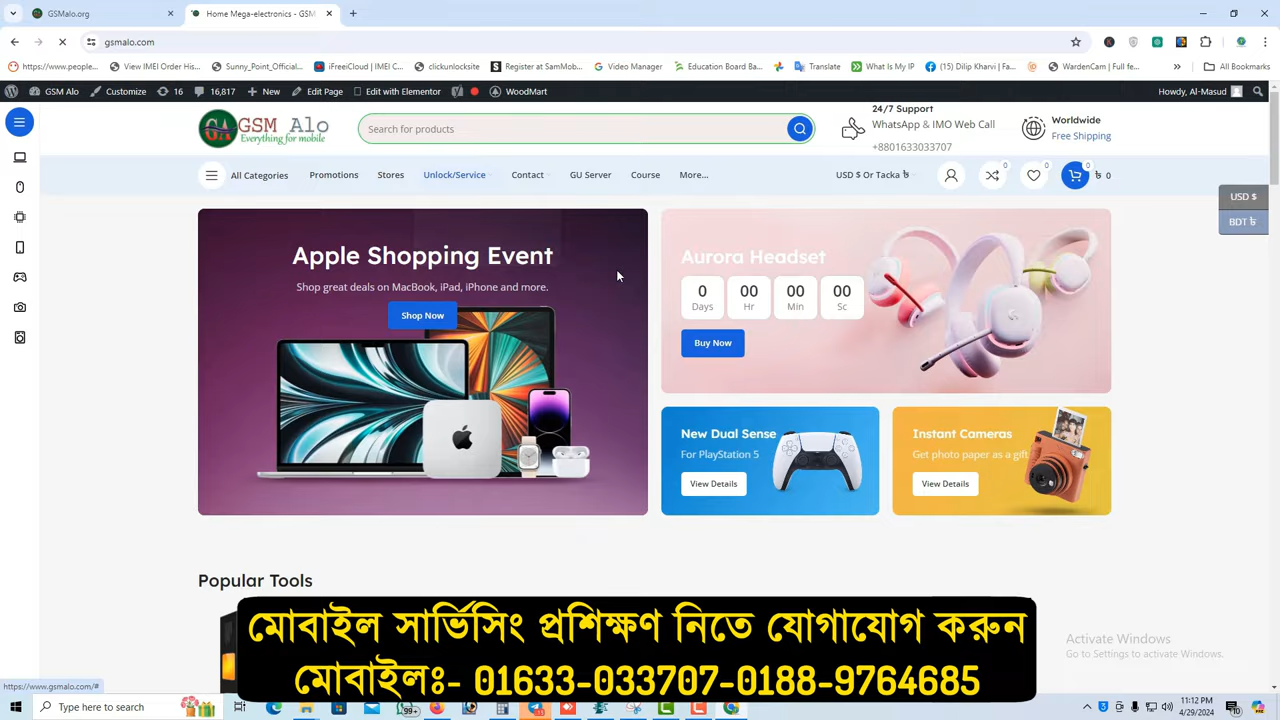 GSMalo.org
Home Mega-electronics - GSM
gsmalo.com
https://www.people...
View IMEI Order His...
Sunny_Point_Official...
iFreeiCloud | IMEI C...
clickunlocksite
Register at SamMob...
Video Manager
Education Board Ba...
Translate
What Is My IP
(15) Dilip Kharvi | Fa...
WardenCam | Full fe...
All Bookmarks
GSM Alo
Customize
16
16,817
New
Edit Page
Edit with Elementor
WoodMart
Howdy, Al-Masud
GSM Alo
Everything for mobile
Search for products
24/7 Support
WhatsApp & IMO Web Call
+8801633033707
Worldwide
Free Shipping
All Categories
Promotions
Stores
Unlock/Service
Contact
GU Server
Course
More...
USD $ Or Tacka ৳
0
0
0
৳ 0
USD $
BDT ৳
Apple Shopping Event
Shop great deals on MacBook, iPad, iPhone and more.
Shop Now
Aurora Headset
0 00 00 00
Days Hr Min Sc
Buy Now
New Dual Sense
For PlayStation 5
View Details
Instant Cameras
Get photo paper as a gift
View Details
Popular Tools
মোবাইল সার্ভিসিং প্রশিক্ষণ নিতে যোগাযোগ করুন
মোবাইলঃ- 01633-033707-0188-9764685
Activate Windows
Go to Settings to activate Windows.
https://www.gsmalo.com/#
Type here to search
99+
11:12 PM
4/29/2024
10